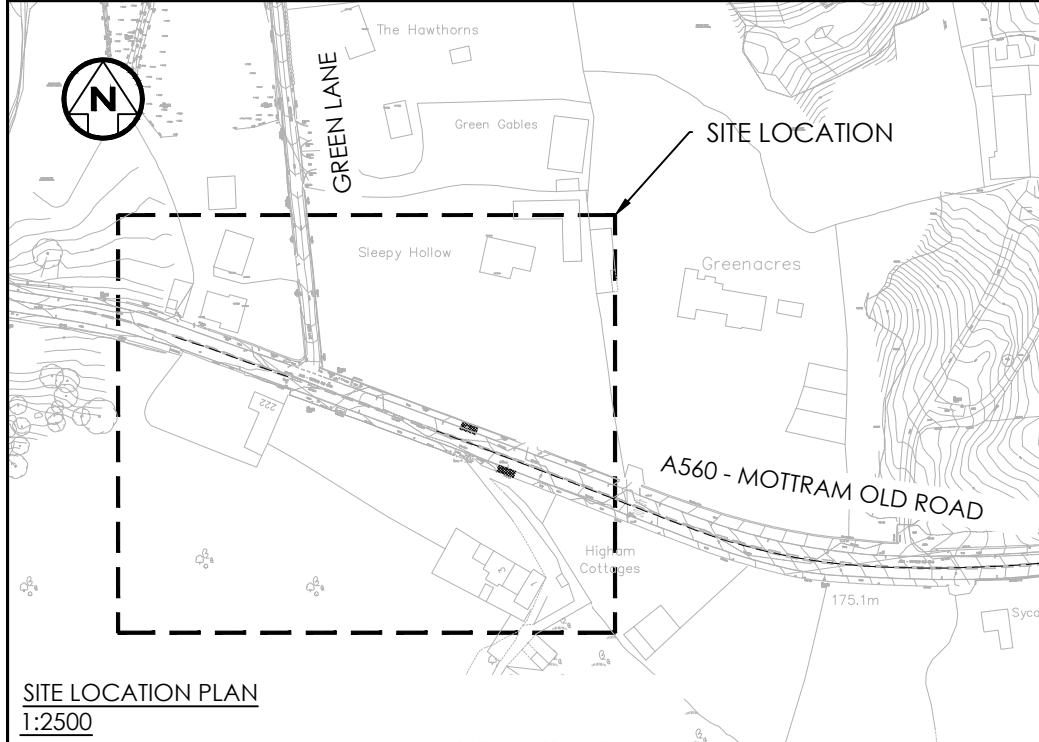 The Hawthorns
N
GREEN LANE
Green Gables
SITE LOCATION
Sleepy Hollow
Greenacres
222
A560 - MOTTRAM OLD ROAD
Higham
Cottages
175.1m
Syca
SITE LOCATION PLAN
1:2500